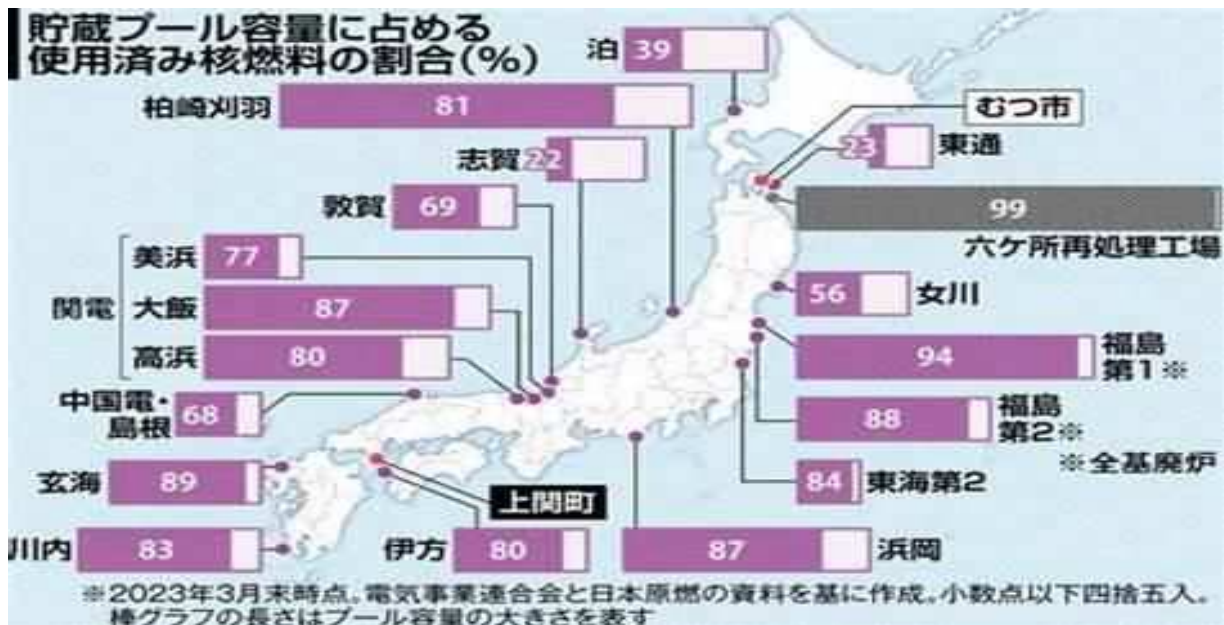 貯蔵プール容量に占める
使用済み核燃料の割合(%)
泊 39
柏崎刈羽 81
むつ市
志賀 22
23 東通
敦賀 69
99
六ケ所再処理工場
関電
美浜 77
大飯 87
高浜 80
56 女川
94 福島
第1※
中国電・
島根 68
88 福島
第2※
※全基廃炉
玄海 89
84 東海第2
上関町
川内 83
伊方 80
87 浜岡
※2023年3月末時点。電気事業連合会と日本原燃の資料を基に作成。小数点以下四捨五入。
棒グラフの長さはプール容量の大きさを表す